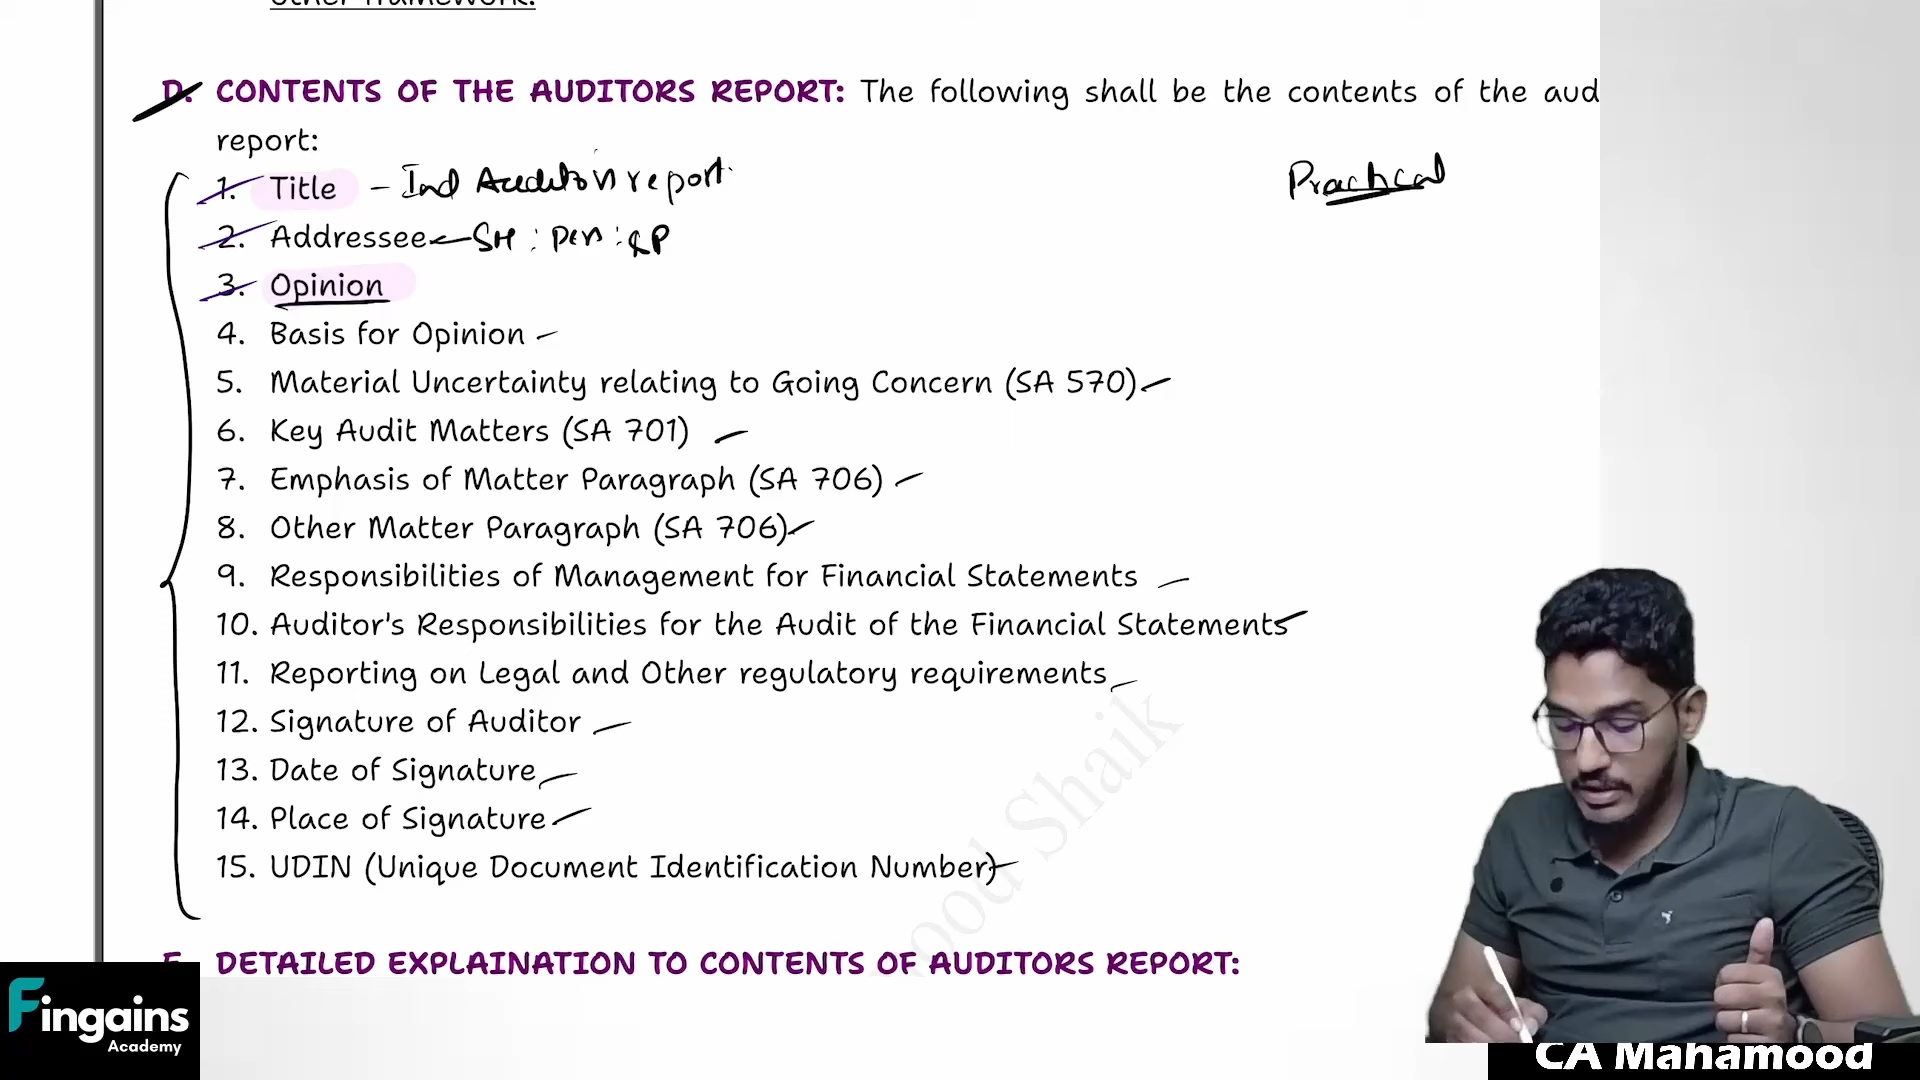 other framework.
D. CONTENTS OF THE AUDITORS REPORT: The following shall be the contents of the aud
report:
1. Title - Ind Auditors report.
2. Addressee - SH :
3. Opinion
4. Basis for Opinion
5. Material Uncertainty relating to Going Concern (SA 570)
6. Key Audit Matters (SA 701)
7. Emphasis of Matter Paragraph (SA 706)
8. Other Matter Paragraph (SA 706)
9. Responsibilities of Management for Financial Statements
10. Auditor's Responsibilities for the Audit of the Financial Statements
11. Reporting on Legal and Other regulatory requirements
12. Signature of Auditor
13. Date of Signature
14. Place of Signature
15. UDIN (Unique Document Identification Number)
Practical
ood Shaik
E. DETAILED EXPLAINATION TO CONTENTS OF AUDITORS REPORT:
Fingains
Academy
CA Mahamood